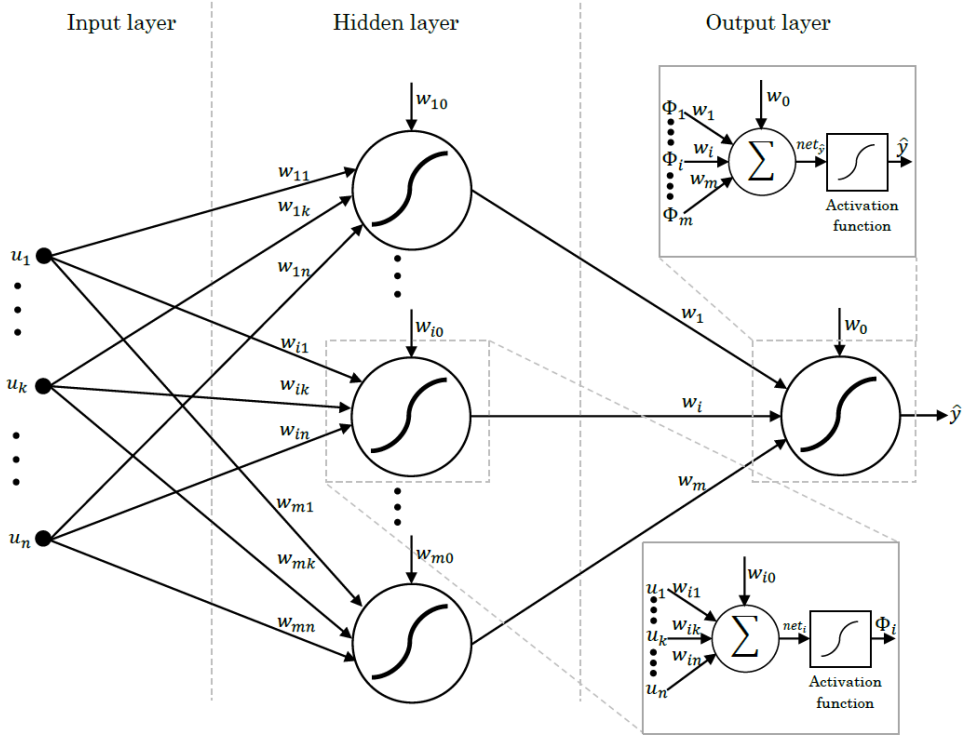 Input layer
Hidden layer
Output layer
w₁₀
w₀
Φ₁ w₁
Φᵢ wᵢ
wₘ
Φₘ
∑
net_ŷ
ŷ
Activation
function
w₁₁
w₁ₖ
w₁ₙ
u₁
wᵢ₀
w₁
w₀
wᵢ₁
uₖ
wᵢₖ
wᵢₙ
wᵢ
ŷ
wₘ₁
wₘ
uₙ
wₘₖ
wₘ₀
wₘₙ
wᵢ₀
u₁ wᵢ₁
uₖ wᵢₖ
wᵢₙ
uₙ
∑
netᵢ
Φᵢ
Activation
function